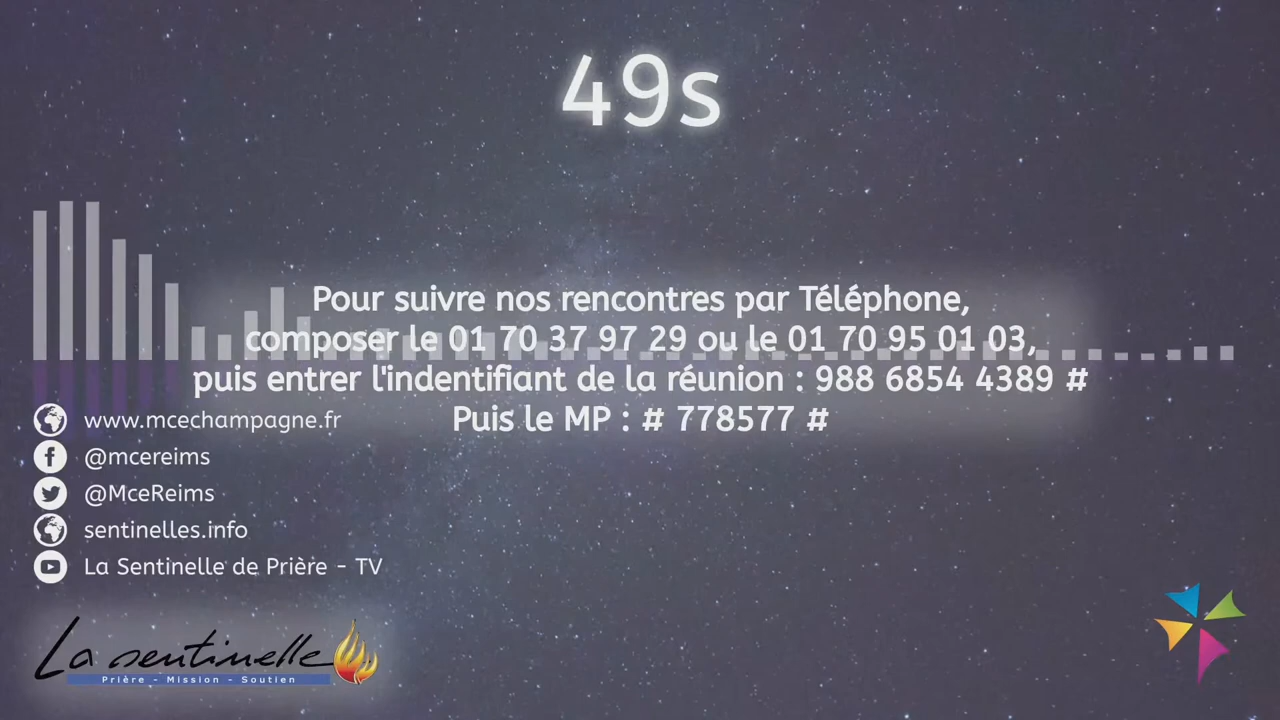 49s
Pour suivre nos rencontres par Téléphone,
composer le 01 70 37 97 29 ou le 01 70 95 01 03,
puis entrer l'indentifiant de la réunion : 988 6854 4389 #
Puis le MP : # 778577 #
www.mcechampagne.fr
@mcereims
@MceReims
sentinelles.info
La Sentinelle de Prière - TV
La sentinelle
Prière - Mission - Soutien